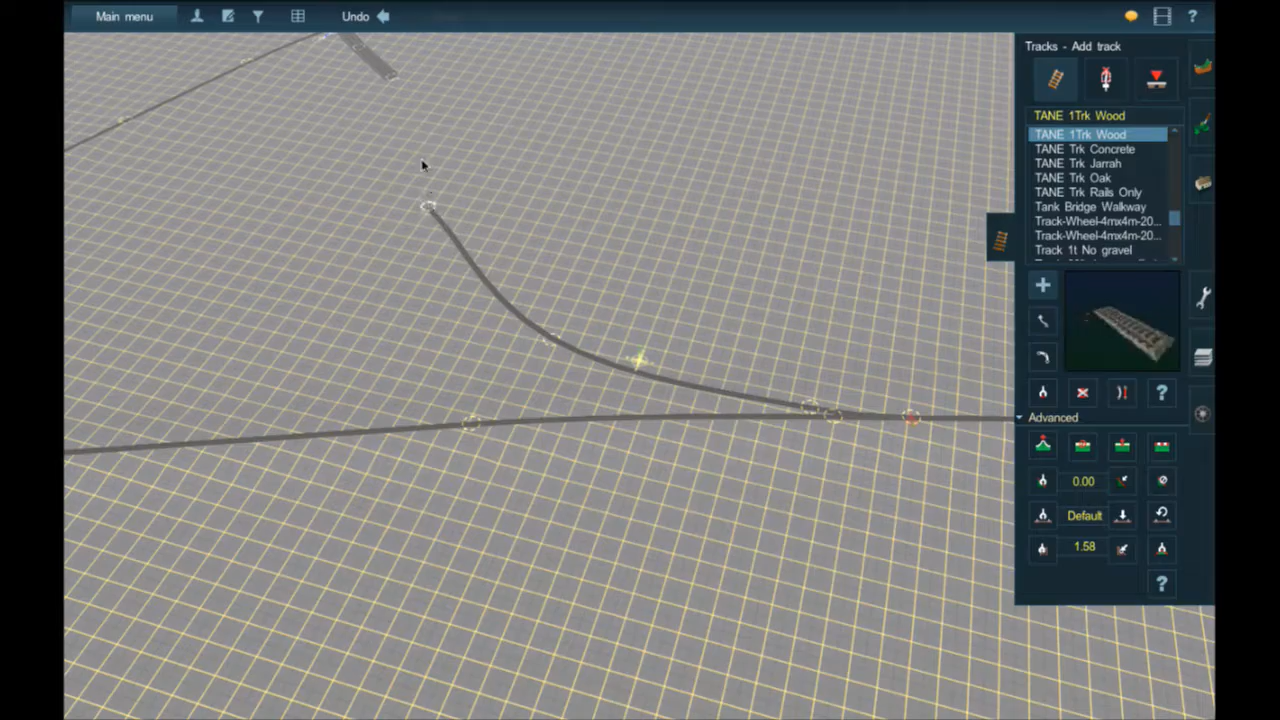 Main menu
Undo
?
Tracks - Add track
TANE 1Trk Wood
TANE 1Trk Wood
TANE Trk Concrete
TANE Trk Jarrah
TANE Trk Oak
TANE Trk Rails Only
Tank Bridge Walkway
Track-Wheel-4mx4m-20...
Track-Wheel-4mx4m-20...
Track 1t No gravel
?
Advanced
0.00
Default
1.58
?